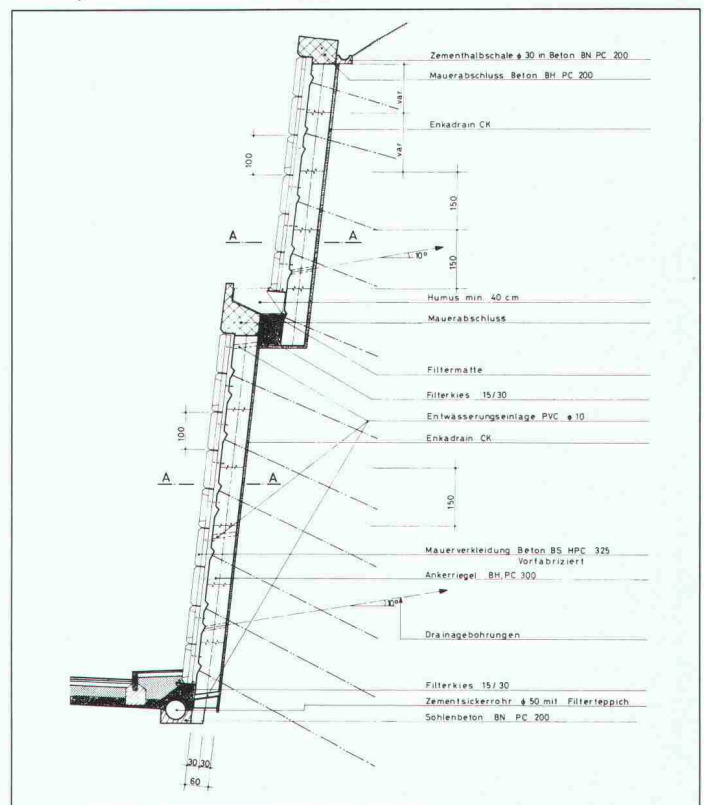 Zementhalbschale ϕ 30 in Beton BN PC 200
Mauerabschluss Beton BH PC 200
var
Enkadrain CK
var
100
150
A
A
10°
150
Humus min. 40 cm
Mauerabschluss
Filtermatte
Filterkies 15/30
Entwässerungseinlage PVC ϕ 10
100
Enkadrain CK
A
A
150
Mauerverkleidung Beton BS HPC 325
Vorfabriziert
Ankerriegel BH, PC 300
10°
Drainagebohrungen
Filterkies 15/30
Zementsickerrohr ϕ 50 mit Filterteppich
Sohlenbeton BN PC 200
30 30
60